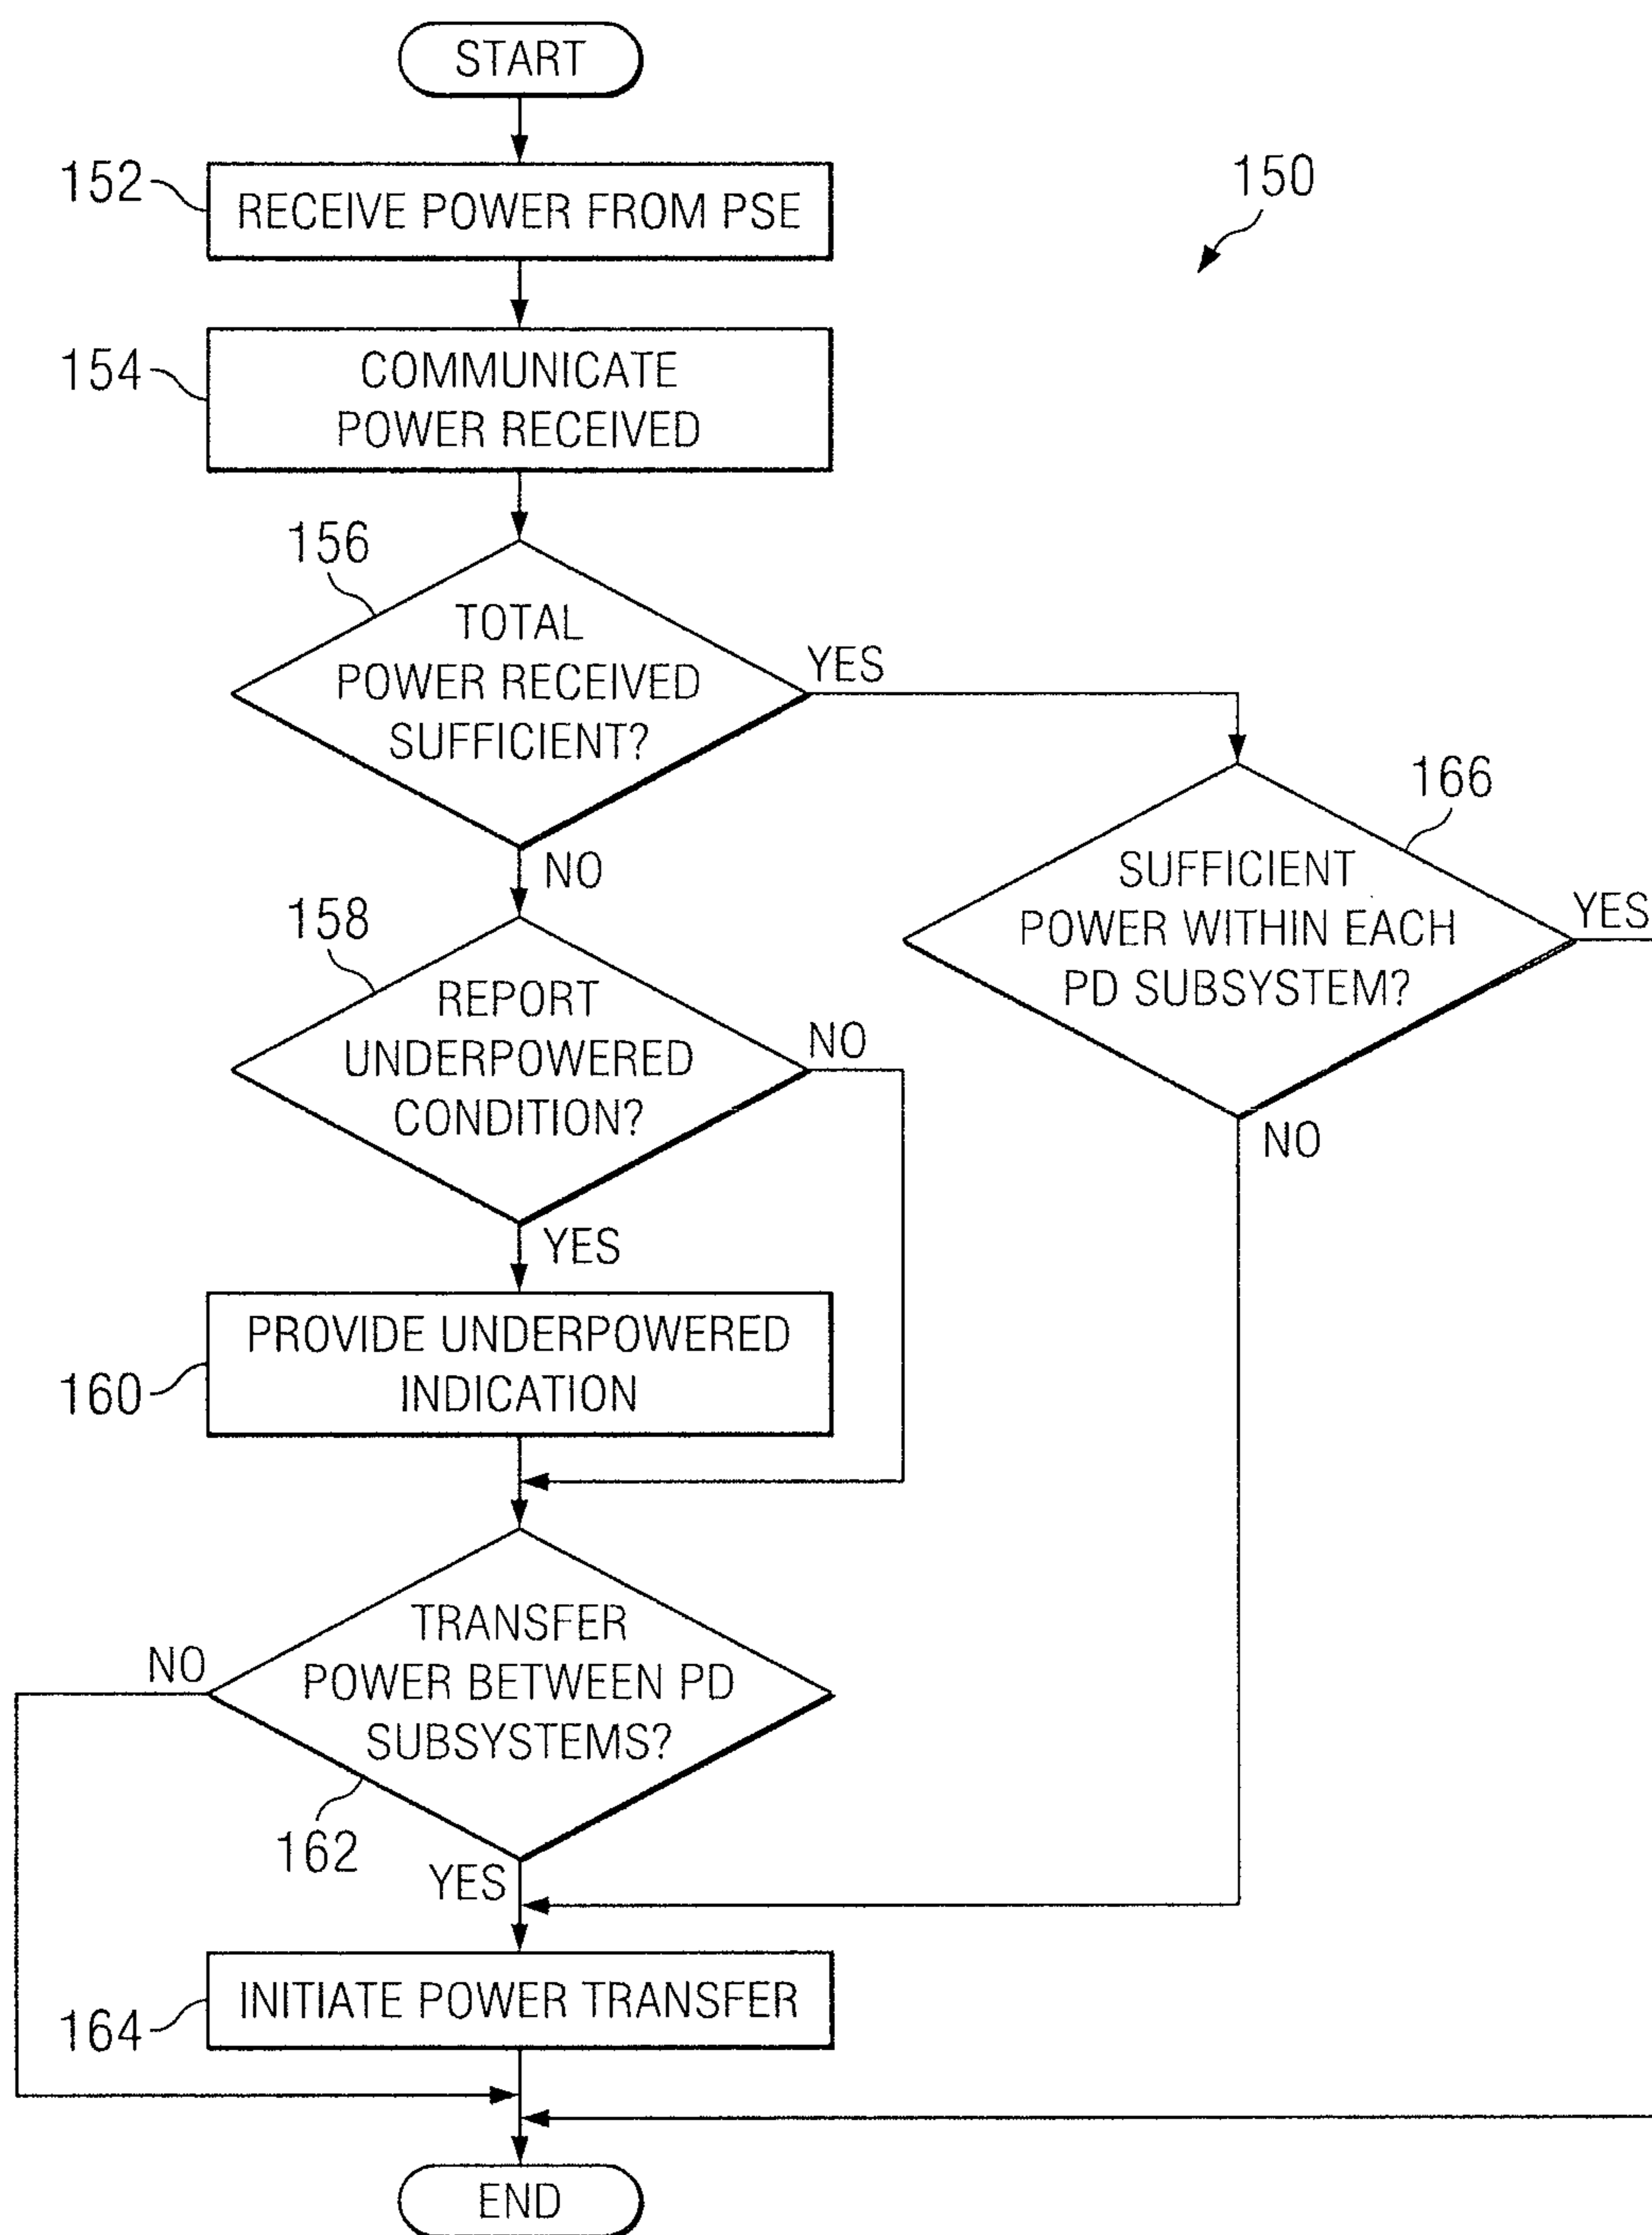 START
152
RECEIVE POWER FROM PSE
150
154
COMMUNICATE
POWER RECEIVED
156
TOTAL
POWER RECEIVED
SUFFICIENT?
YES
NO
166
SUFFICIENT
POWER WITHIN EACH
PD SUBSYSTEM?
YES
NO
158
REPORT
UNDERPOWERED
CONDITION?
NO
YES
PROVIDE UNDERPOWERED
INDICATION
160
TRANSFER
POWER BETWEEN PD
SUBSYSTEMS?
NO
162
YES
INITIATE POWER TRANSFER
164
END